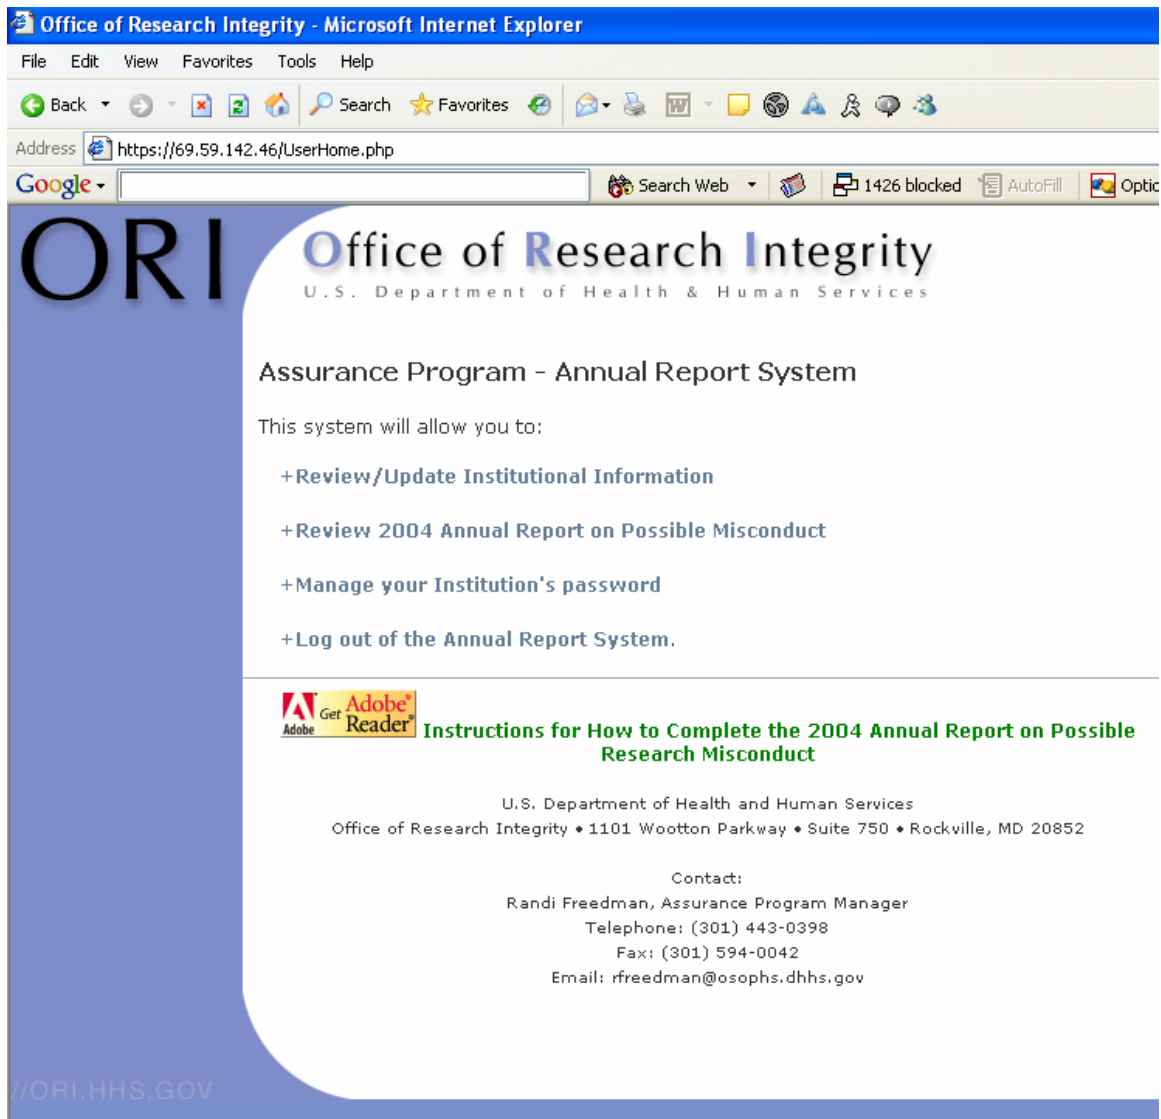 Office of Research Integrity - Microsoft Internet Explorer
File Edit View Favorites Tools Help
Back Search Favorites
Address https://69.59.142.46/UserHome.php
Google Search Web 1426 blocked AutoFill Optio
ORI Office of Research Integrity
U.S. Department of Health & Human Services
Assurance Program - Annual Report System
This system will allow you to:
+Review/Update Institutional Information
+Review 2004 Annual Report on Possible Misconduct
+Manage your Institution's password
+Log out of the Annual Report System.
Adobe Get Adobe® Reader® Instructions for How to Complete the 2004 Annual Report on Possible
Research Misconduct
U.S. Department of Health and Human Services
Office of Research Integrity • 1101 Wootton Parkway • Suite 750 • Rockville, MD 20852
Contact:
Randi Freedman, Assurance Program Manager
Telephone: (301) 443-0398
Fax: (301) 594-0042
Email: rfreedman@osophs.dhhs.gov
//ORI.HHS.GOV